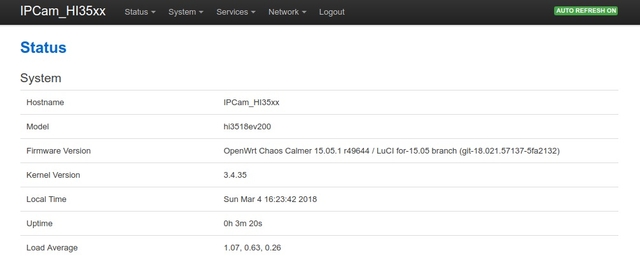 IPCam_HI35xx Status System Services Network Logout AUTO REFRESH ON
Status
System
Hostname IPCam_HI35xx
Model hi3518ev200
Firmware Version OpenWrt Chaos Calmer 15.05.1 r49644 / LuCI for-15.05 branch (git-18.021.57137-5fa2132)
Kernel Version 3.4.35
Local Time Sun Mar 4 16:23:42 2018
Uptime 0h 3m 20s
Load Average 1.07, 0.63, 0.26